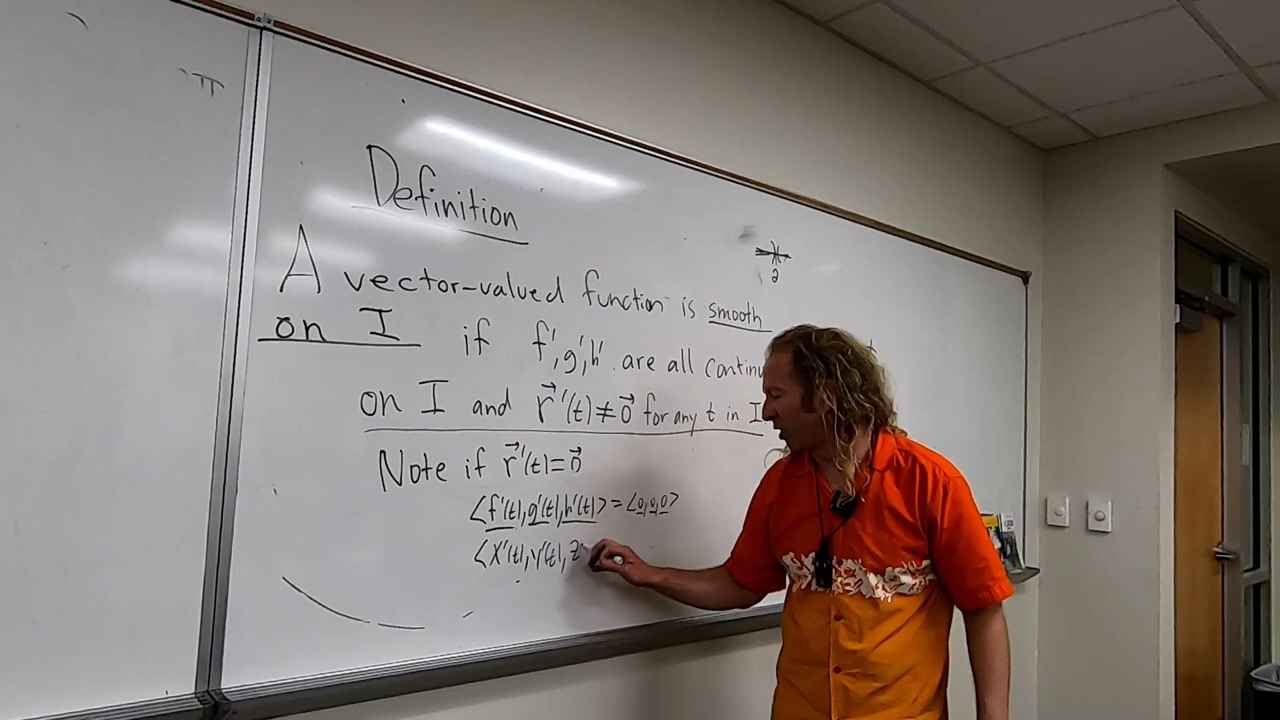 π
Definition
2
A vector-valued function is smooth
on I if f',g',h' are all continu
on I and r⃗'(t)≠0⃗ for any t in I
Note if r⃗'(t)=0⃗
<f'(t),g'(t),h'(t)>=<0,0,0>
<x'(t),y'(t),z'